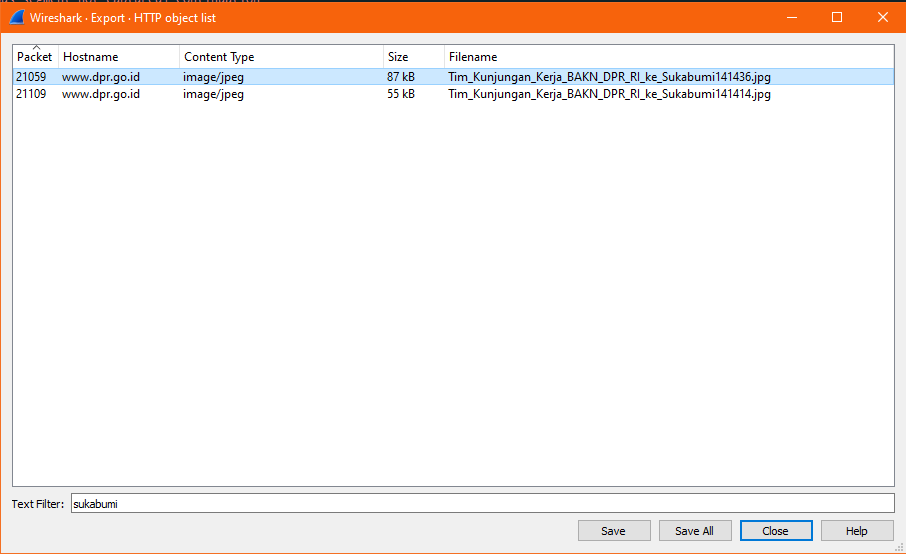 Wireshark · Export · HTTP object list
Packet Hostname Content Type Size Filename
21059 www.dpr.go.id image/jpeg 87 kB Tim_Kunjungan_Kerja_BAKN_DPR_RI_ke_Sukabumi141436.jpg
21109 www.dpr.go.id image/jpeg 55 kB Tim_Kunjungan_Kerja_BAKN_DPR_RI_ke_Sukabumi141414.jpg
Text Filter: sukabumi
Save Save All Close Help